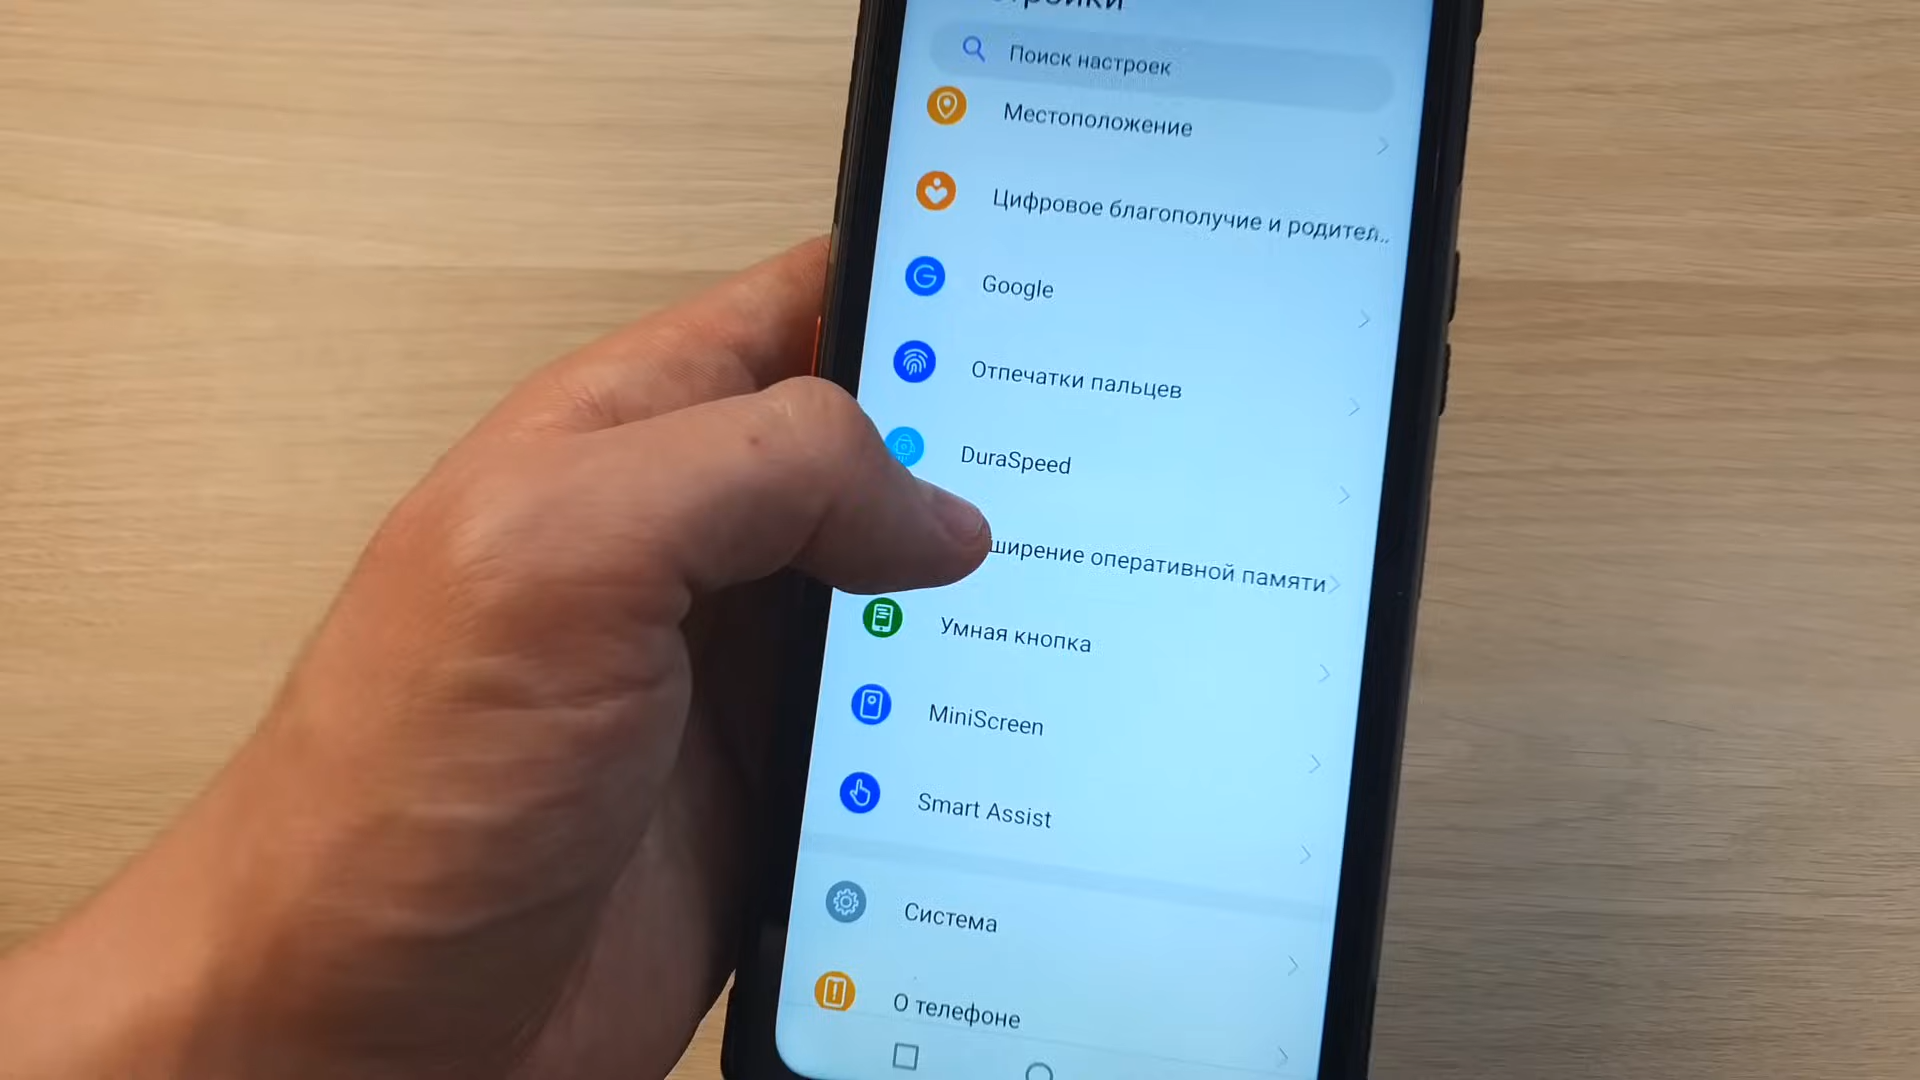 Поиск настроек
Местоположение
Цифровое благополучие и родител..
Google
Отпечатки пальцев
DuraSpeed
ширение оперативной памяти
Умная кнопка
MiniScreen
Smart Assist
Система
О телефоне